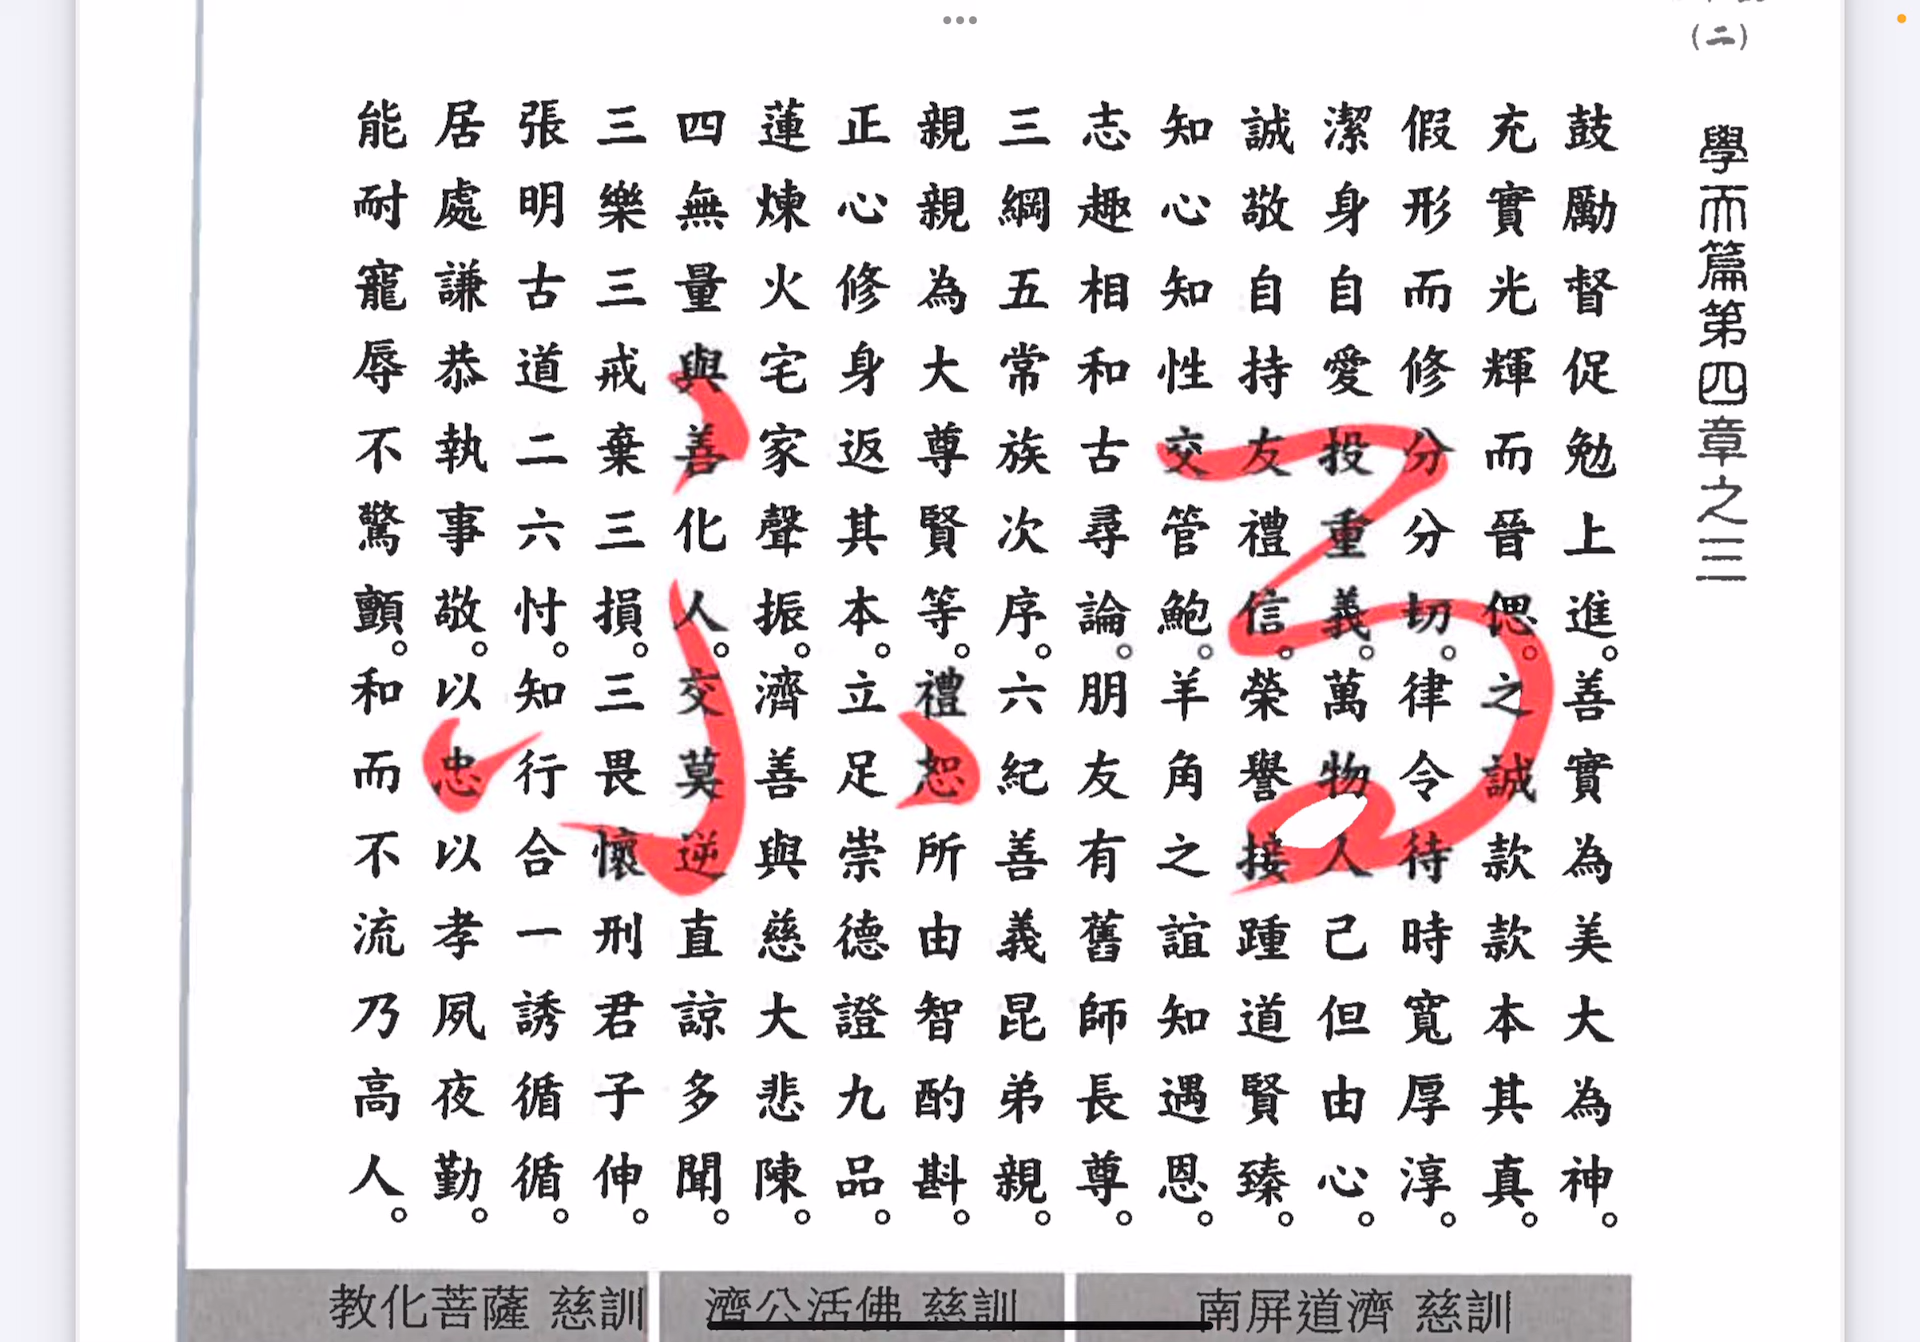 (二)
學而篇第四章之三
鼓勵督促勉上進。善實為美大為神。
充實光輝而晉偲。之誠款款本其真。
假形而修分分切。律令待時寬厚淳。
潔身自愛投重義。萬物人己但由心。
誠敬自持友禮信。榮譽接踵道賢臻。
知心知性交管鮑。羊角之誼知遇恩。
志趣相和古尋論。朋友有舊師長尊。
三綱五常族次序。六紀善義昆弟親。
親親為大尊賢等。禮恕所由智酌斟。
正心修身返其本。立足崇德證九品。
蓮煉火宅家聲振。濟善與慈大悲陳。
四無量與善化人。交莫逆直諒多聞。
三樂三戒棄三損。三畏懷刑君子伸。
張明古道二六忖。知行合一誘循循。
居處謙恭執事敬。以忠以孝夙夜勤。
能耐寵辱不驚顫。和而不流乃高人。
南屏道濟 慈訓
濟公活佛 慈訓
教化菩薩 慈訓